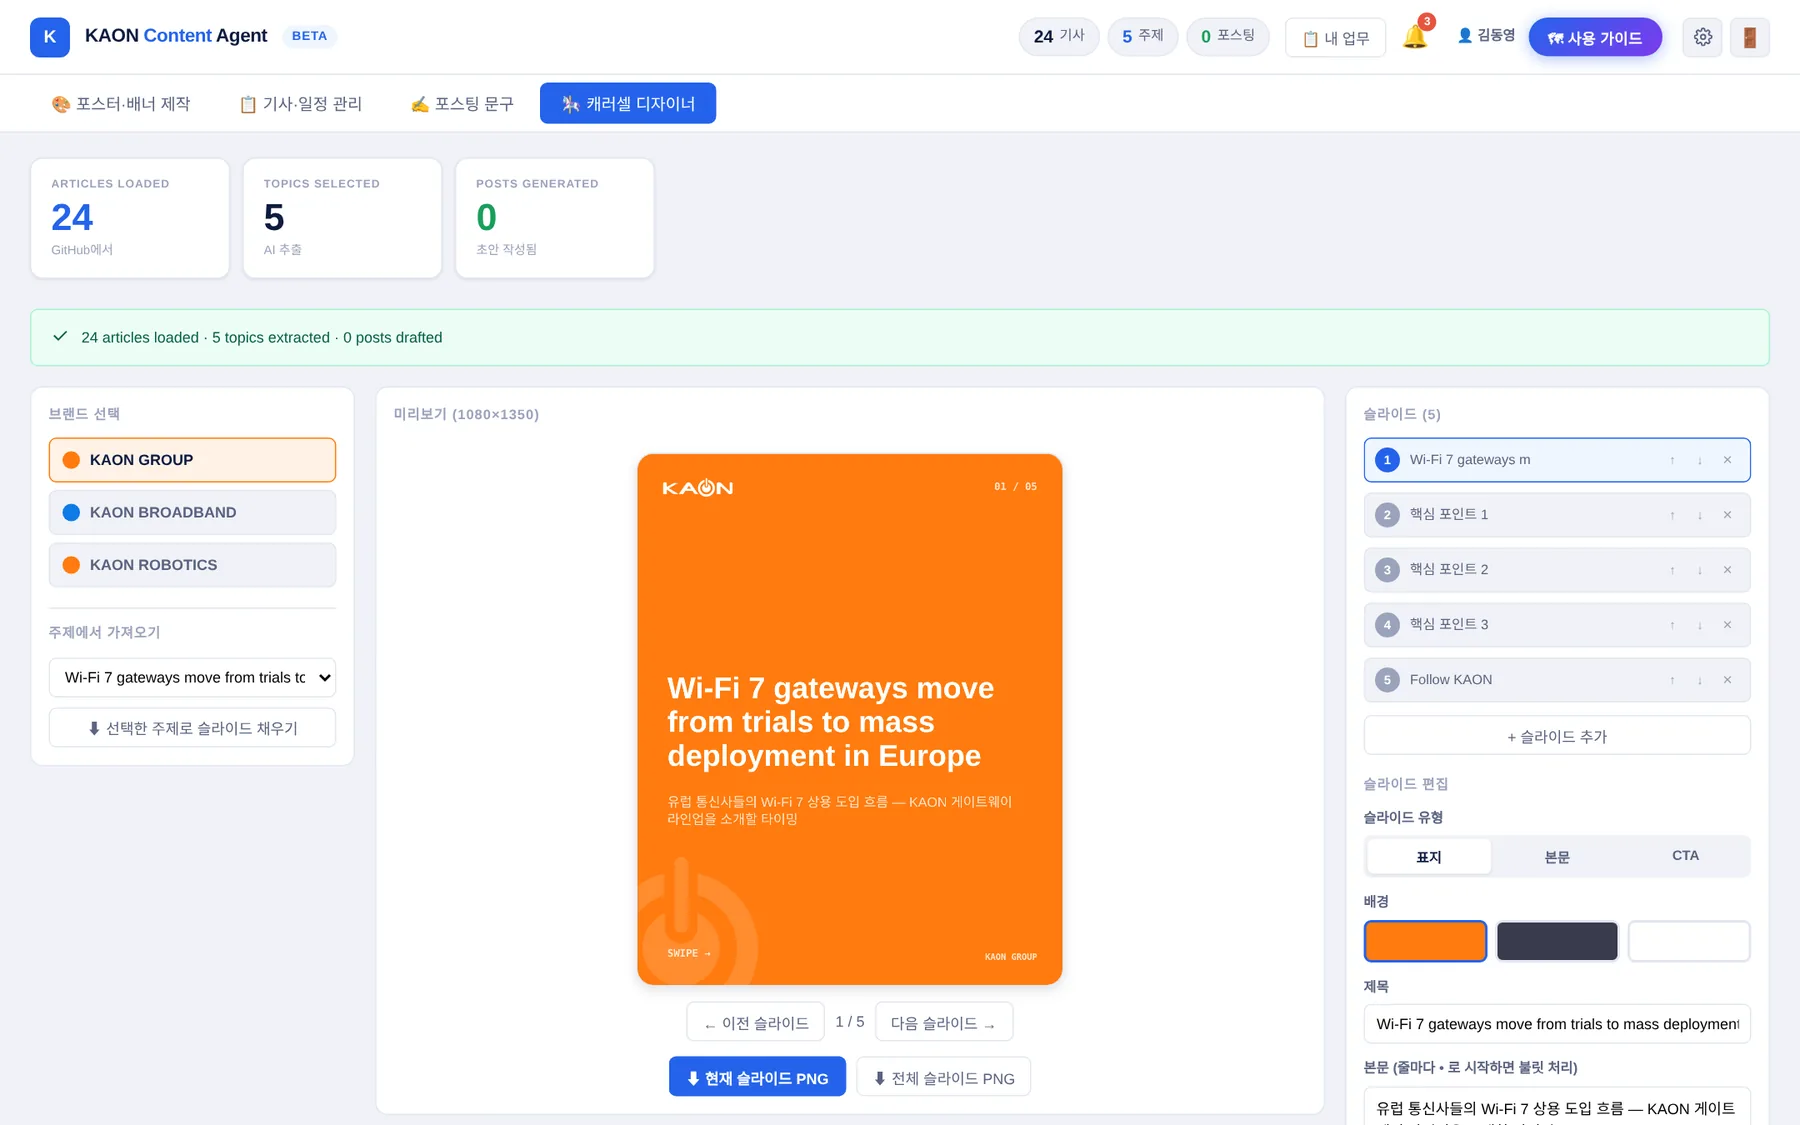 K
KAON Content Agent
BETA
24 기사
5 주제
0 포스팅
📋 내 업무
🔔 3
👤 김동영
🗺 사용 가이드
🎨 포스터·배너 제작
📋 기사·일정 관리
✍️ 포스팅 문구
🎠 캐러셀 디자이너
ARTICLES LOADED
24
GitHub에서
TOPICS SELECTED
5
AI 추출
POSTS GENERATED
0
초안 작성됨
24 articles loaded · 5 topics extracted · 0 posts drafted
브랜드 선택
KAON GROUP
KAON BROADBAND
KAON ROBOTICS
주제에서 가져오기
Wi-Fi 7 gateways move from trials to
⬇ 선택한 주제로 슬라이드 채우기
미리보기 (1080×1350)
KAON
01 / 05
Wi-Fi 7 gateways move
from trials to mass
deployment in Europe
유럽 통신사들의 Wi-Fi 7 상용 도입 흐름 — KAON 게이트웨이
라인업을 소개할 타이밍
SWIPE →
KAON GROUP
← 이전 슬라이드
1 / 5
다음 슬라이드 →
⬇ 현재 슬라이드 PNG
⬇ 전체 슬라이드 PNG
슬라이드 (5)
1 Wi-Fi 7 gateways m ↑ ↓ ✕
2 핵심 포인트 1 ↑ ↓ ✕
3 핵심 포인트 2 ↑ ↓ ✕
4 핵심 포인트 3 ↑ ↓ ✕
5 Follow KAON ↑ ↓ ✕
+ 슬라이드 추가
슬라이드 편집
슬라이드 유형
표지
본문
CTA
배경
제목
Wi-Fi 7 gateways move from trials to mass deployment
본문 (줄마다 • 로 시작하면 불릿 처리)
유럽 통신사들의 Wi-Fi 7 상용 도입 흐름 — KAON 게이트